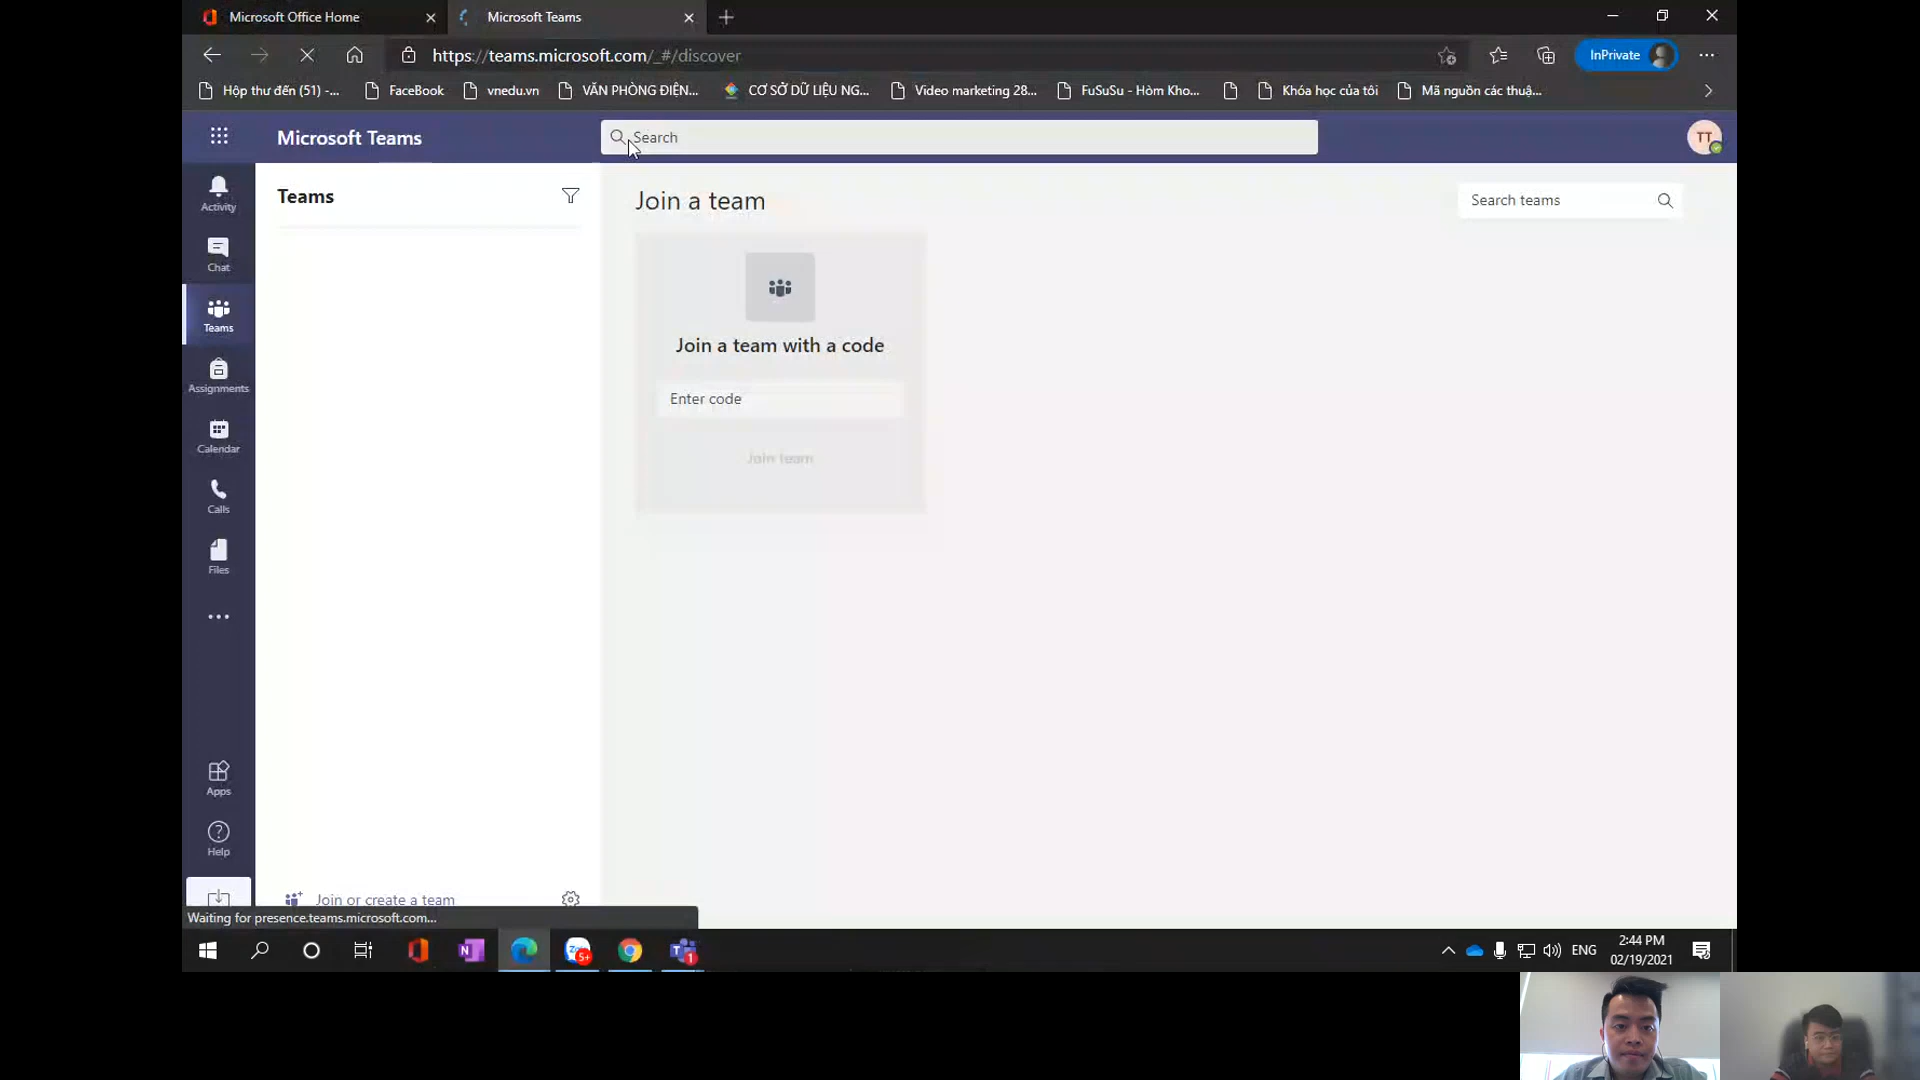 Microsoft Office Home
Microsoft Teams
https://teams.microsoft.com/_#/discover
InPrivate
Hộp thư đến (51) -...
FaceBook
vnedu.vn
VĂN PHÒNG ĐIỆN...
CƠ SỞ DỮ LIỆU NG...
Video marketing 28...
FuSuSu - Hòm Kho...
Khóa học của tôi
Mã nguồn các thuậ...
Microsoft Teams
Search
TT
Activity
Chat
Teams
Assignments
Calendar
Calls
Files
Apps
Help
Teams
Join or create a team
Join a team
Search teams
Join a team with a code
Enter code
Join team
Waiting for presence.teams.microsoft.com...
Zalo
5+
1
ENG
2:44 PM
02/19/2021